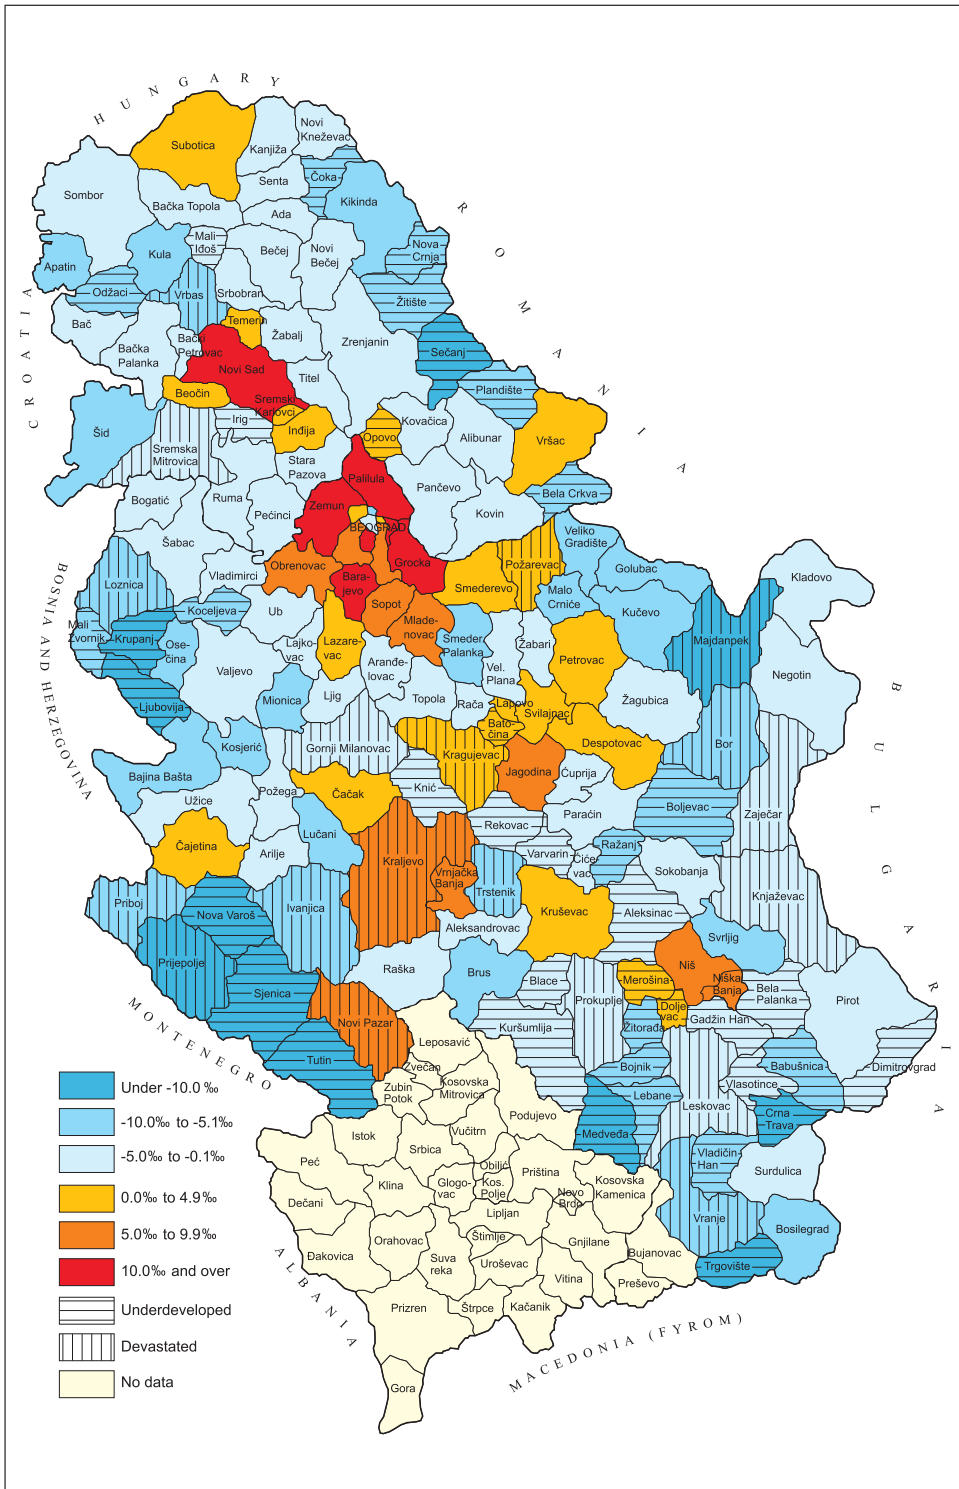 HUNGARY
ROMANIA
CROATIA
BOSNIA AND HERZEGOVINA
BULGARIA
MONTENEGRO
ALBANIA
MACEDONIA (FYROM)
Subotica
Kanjiža
Novi
Kneževac
Sombor
Senta
Čoka
Kikinda
Bačka Topola
Ada
Mali
Iđoš
Bečej
Novi
Bečej
Nova
Crnja
Apatin
Kula
Odžaci
Vrbas
Srbobran
Žitište
Bač
Temerin
Žabalj
Zrenjanin
Bačka
Palanka
Bački
Petrovac
Sečanj
Novi Sad
Titel
Plandište
Beočin
Sremski
Karlovci
Irig
Inđija
Opovo
Kovačica
Alibunar
Vršac
Šid
Sremska
Mitrovica
Stara
Pazova
Palilula
Pančevo
Bela Crkva
Bogatić
Ruma
Pećinci
Zemun
Kovin
BEOGRAD
Šabac
Veliko
Gradište
Obrenovac
Grocka
Požarevac
Golubac
Kladovo
Loznica
Vladimirci
Bara-
jevo
Smederevo
Malo
Crniće
Koceljeva
Ub
Sopot
Kučevo
Mali
Zvornik
Krupanj
Ose-
čina
Lajko-
vac
Lazare-
vac
Mlade-
novac
Smeder.
Palanka
Žabari
Majdanpek
Petrovac
Valjevo
Aranđe-
lovac
Vel.
Plana
Negotin
Ljubovija
Mionica
Ljig
Topola
Rača
Lapovo
Svilajnac
Žagubica
Kosjerić
Gornji Milanovac
Bato-
čina
Despotovac
Bor
Kragujevac
Bajina Bašta
Jagodina
Ćuprija
Užice
Požega
Čačak
Knić
Boljevac
Zaječar
Paraćin
Lučani
Rekovac
Čajetina
Arilje
Kraljevo
Varvarin
Ćiće-
vac
Ražanj
Vrnjačka
Banja
Trstenik
Sokobanja
Priboj
Nova Varoš
Ivanjica
Kruševac
Aleksinac
Knjaževac
Aleksandrovac
Svrljig
Prijepolje
Raška
Brus
Blace
Merošina
Niš
Niška
Banja
Bela
Palanka
Pirot
Sjenica
Prokuplje
Dolje
vac
Gadžin Han
Novi Pazar
Kuršumlija
Žitorađa
Leposavić
Tutin
Zvečan
Bojnik
Babušnica
Dimitrovgrad
Zubin
Potok
Kosovska
Mitrovica
Lebane
Vlasotince
Leskovac
Podujevo
Crna
Trava
Istok
Vučitrn
Medveđa
Peć
Srbica
Vladičin
Han
Obilić
Priština
Surdulica
Klina
Glogo-
vac
Kos.
Polje
Kosovska
Kamenica
Novo
Brdo
Dečani
Lipljan
Vranje
Bosilegrad
Đakovica
Orahovac
Štimlje
Gnjilane
Bujanovac
Suva
reka
Uroševac
Trgovište
Vitina
Preševo
Prizren
Štrpce
Kačanik
Gora
Under -10.0 ‰
-10.0‰ to -5.1‰
-5.0‰ to -0.1‰
0.0‰ to 4.9‰
5.0‰ to 9.9‰
10.0‰ and over
Underdeveloped
Devastated
No data